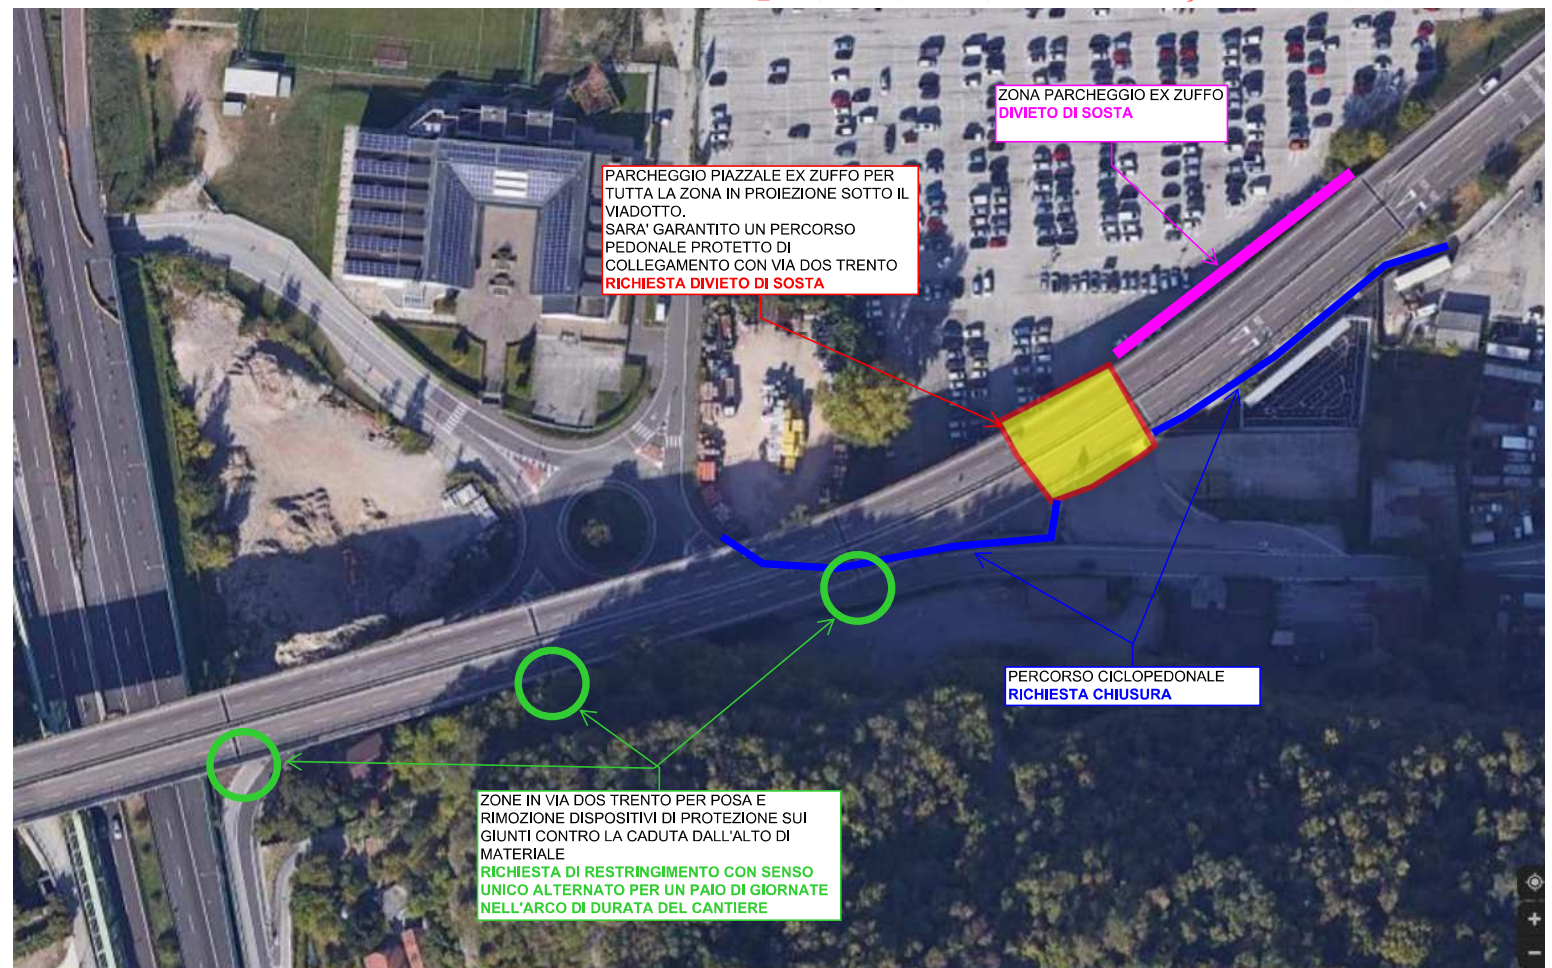 ZONA PARCHEGGIO EX ZUFFO
DIVIETO DI SOSTA
PARCHEGGIO PIAZZALE EX ZUFFO PER
TUTTA LA ZONA IN PROIEZIONE SOTTO IL
VIADOTTO.
SARA' GARANTITO UN PERCORSO
PEDONALE PROTETTO DI
COLLEGAMENTO CON VIA DOS TRENTO
RICHIESTA DIVIETO DI SOSTA
PERCORSO CICLOPEDONALE
RICHIESTA CHIUSURA
ZONE IN VIA DOS TRENTO PER POSA E
RIMOZIONE DISPOSITIVI DI PROTEZIONE SUI
GIUNTI CONTRO LA CADUTA DALL'ALTO DI
MATERIALE
RICHIESTA DI RESTRINGIMENTO CON SENSO
UNICO ALTERNATO PER UN PAIO DI GIORNATE
NELL'ARCO DI DURATA DEL CANTIERE